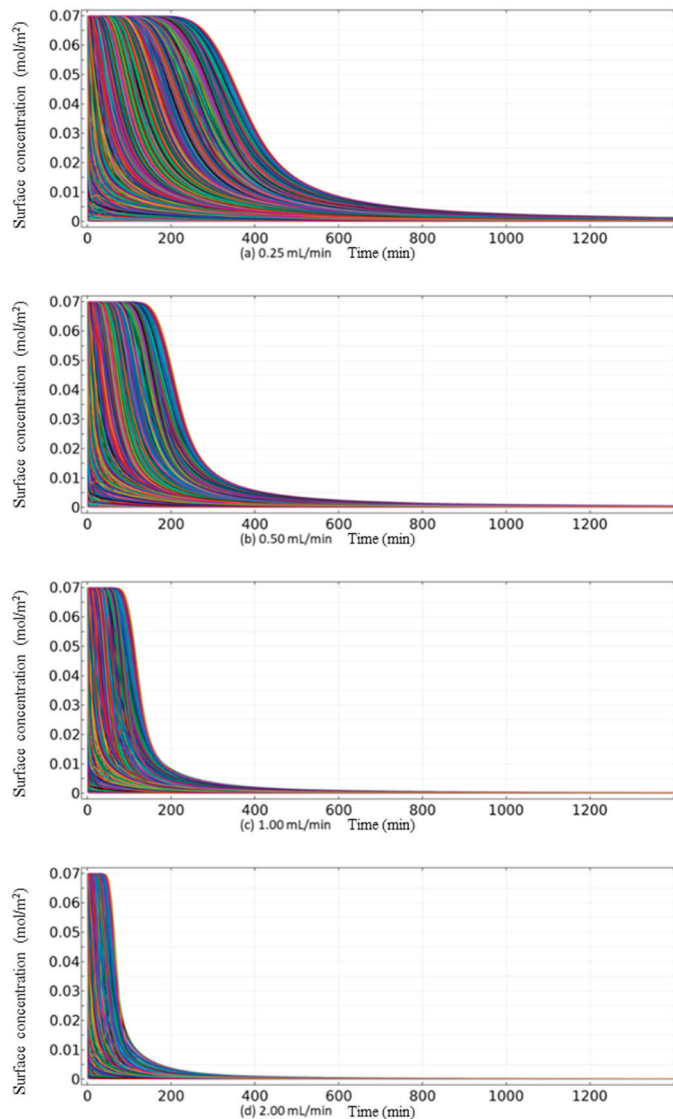 Surface concentration (mol/m²)
0.07
0.06
0.05
0.04
0.03
0.02
0.01
0
0 200 400 600 800 1000 1200
(a) 0.25 mL/min Time (min)
Surface concentration (mol/m²)
0.07
0.06
0.05
0.04
0.03
0.02
0.01
0
0 200 400 600 800 1000 1200
(b) 0.50 mL/min Time (min)
Surface concentration (mol/m²)
0.07
0.06
0.05
0.04
0.03
0.02
0.01
0
0 200 400 600 800 1000 1200
(c) 1.00 mL/min Time (min)
Surface concentration (mol/m²)
0.07
0.06
0.05
0.04
0.03
0.02
0.01
0
0 200 400 600 800 1000 1200
(d) 2.00 mL/min Time (min)